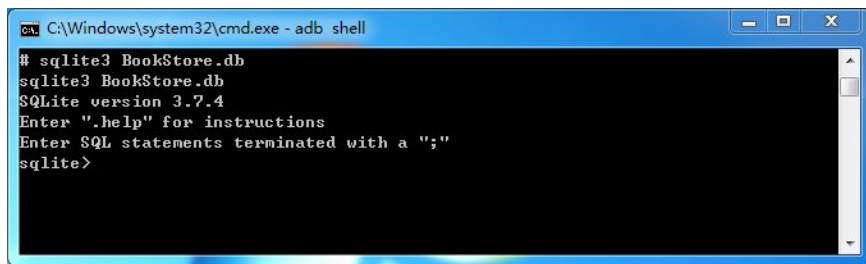 C:\Windows\system32\cmd.exe - adb  shell
# sqlite3 BookStore.db
sqlite3 BookStore.db
SQLite version 3.7.4
Enter ".help" for instructions
Enter SQL statements terminated with a ";"
sqlite>